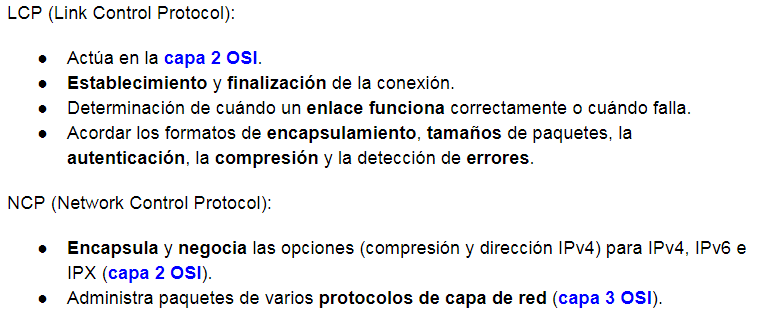 LCP (Link Control Protocol):
● Actúa en la capa 2 OSI.
● Establecimiento y finalización de la conexión.
● Determinación de cuándo un enlace funciona correctamente o cuándo falla.
● Acordar los formatos de encapsulamiento, tamaños de paquetes, la
autenticación, la compresión y la detección de errores.
NCP (Network Control Protocol):
● Encapsula y negocia las opciones (compresión y dirección IPv4) para IPv4, IPv6 e
IPX (capa 2 OSI).
● Administra paquetes de varios protocolos de capa de red (capa 3 OSI).